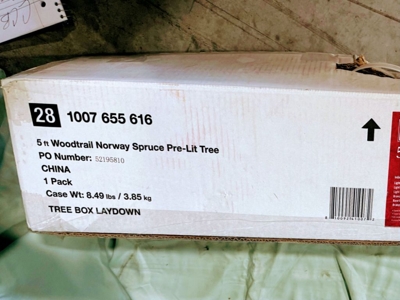 28 1007 655 616
5 ft Woodtrail Norway Spruce Pre-Lit Tree
PO Number: 52195810
CHINA
1 Pack
Case Wt: 8.49 lbs / 3.85 kg
TREE BOX LAYDOWN